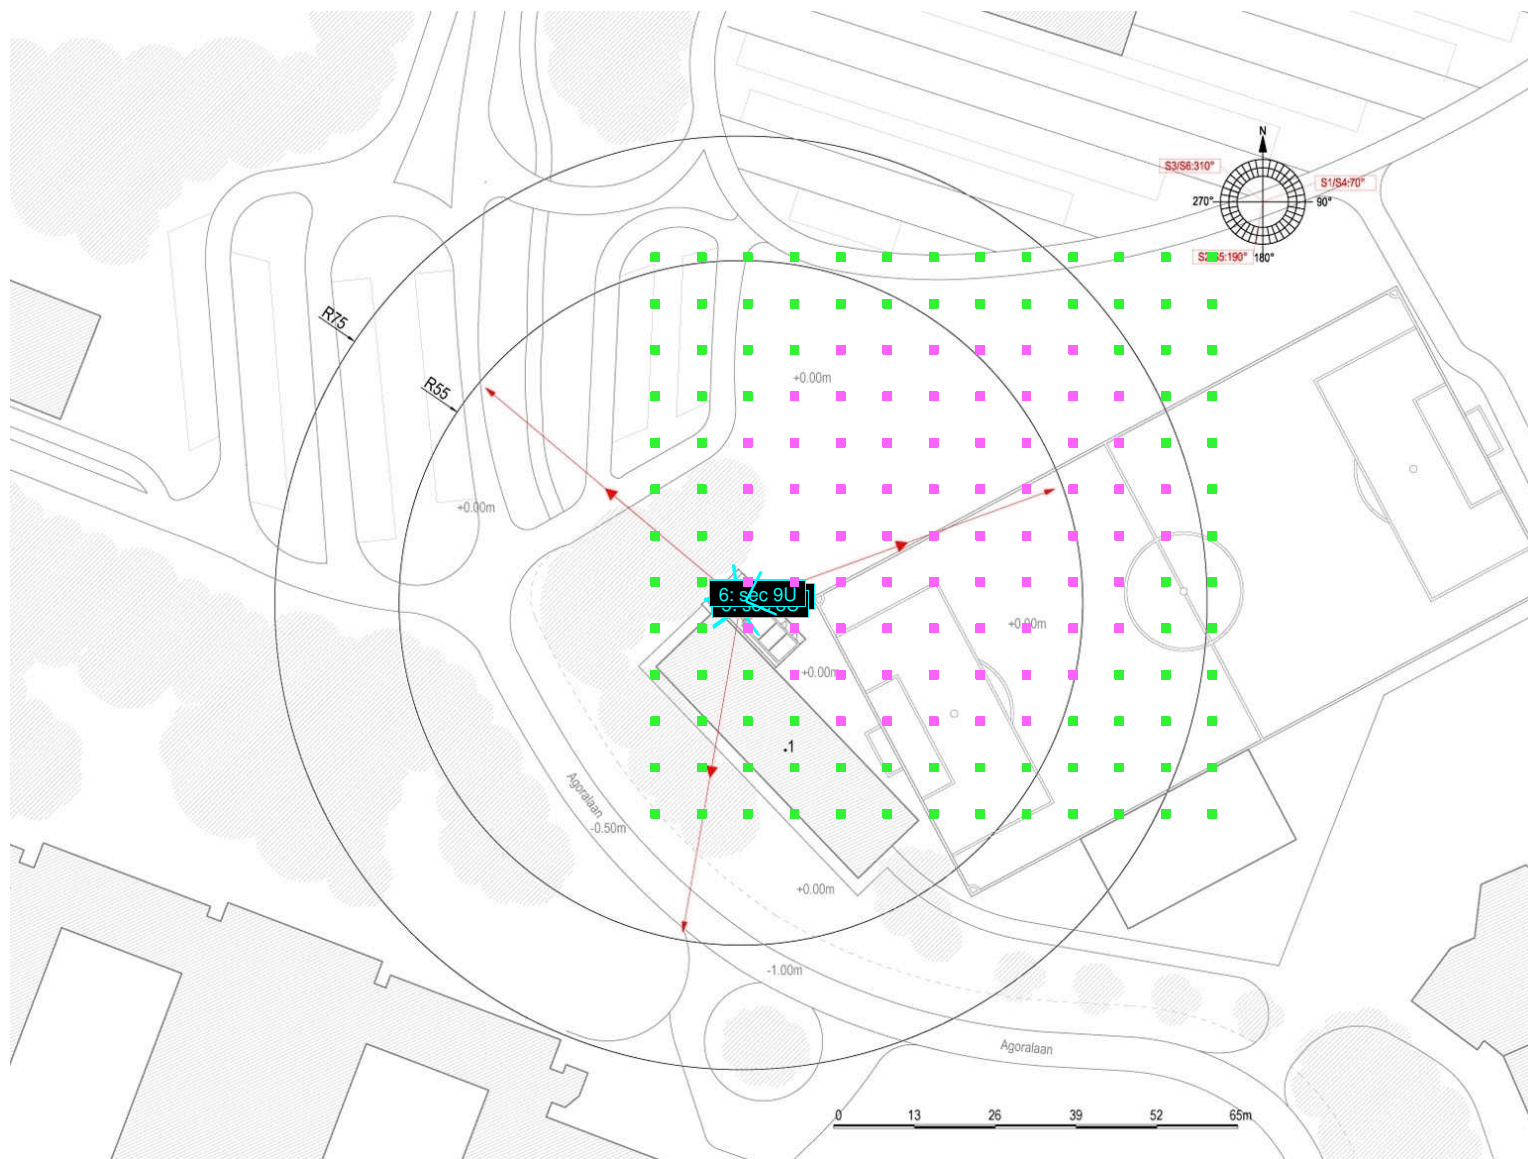 N
S3/S6:310°
S1/S4:70°
270°
90°
180°
R75
R55
+0.00m
+0.00m
6: sec 9U
+0.00m
+0.00m
.1
Agoralaan
-0.50m
+0.00m
-1.00m
Agoralaan
0 13 26 39 52 65m